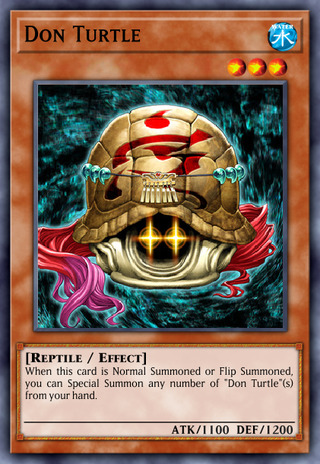 Don Turtle
WATER
水
[Reptile / Effect]
When this card is Normal Summoned or Flip Summoned,
you can Special Summon any number of "Don Turtle"(s)
from your hand.
ATK/1100 DEF/1200